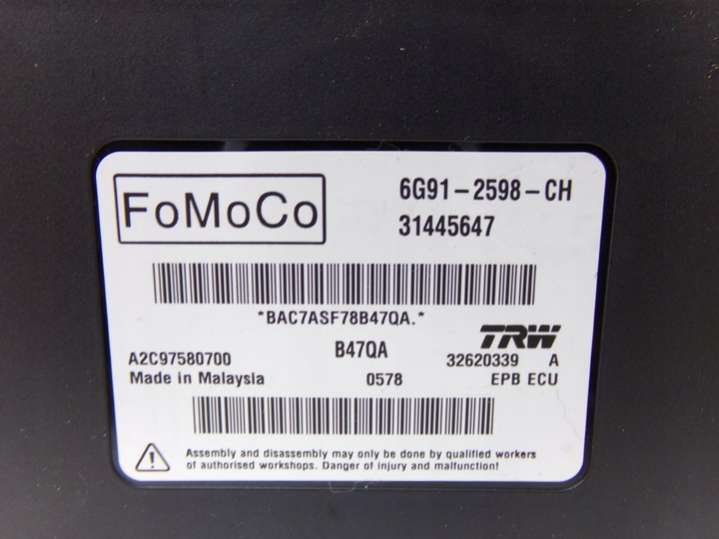 FoMoCo
6G91-2598-CH
31445647
*BAC7ASF78B47QA.*
TRW
A2C97580700
B47QA
32620339 A
Made in Malaysia
0578
EPB ECU
Assembly and disassembly may only be done by qualified workers
of authorised workshops. Danger of injury and malfunction!